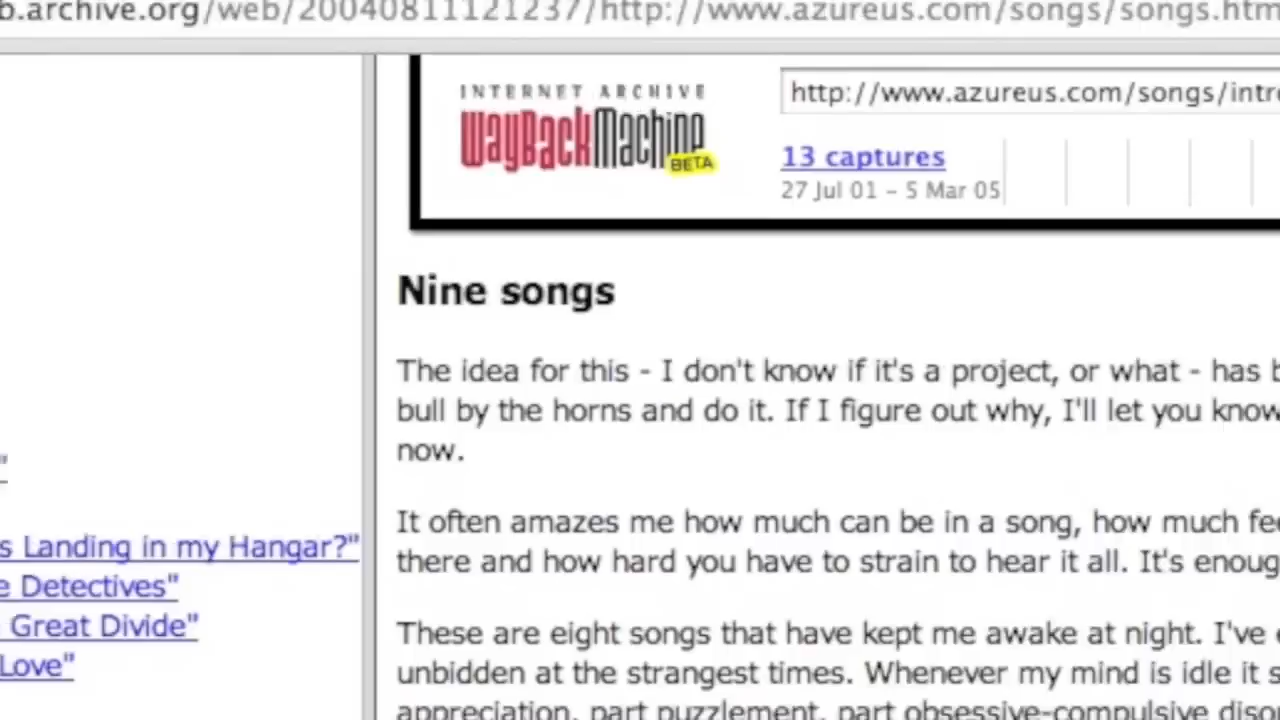 b.archive.org/web/20040811121237/http://www.azureus.com/songs/songs.htm
INTERNET ARCHIVE
WayBackMachine
BETA
http://www.azureus.com/songs/intr
13 captures
27 Jul 01 – 5 Mar 05
Nine songs
The idea for this - I don't know if it's a project, or what - has b
bull by the horns and do it. If I figure out why, I'll let you know
now.
It often amazes me how much can be in a song, how much fee
there and how hard you have to strain to hear it all. It's enoug
These are eight songs that have kept me awake at night. I've
unbidden at the strangest times. Whenever my mind is idle it s
appreciation, part puzzlement, part obsessive-compulsive diso
"
s Landing in my Hangar?"
e Detectives"
Great Divide"
Love"